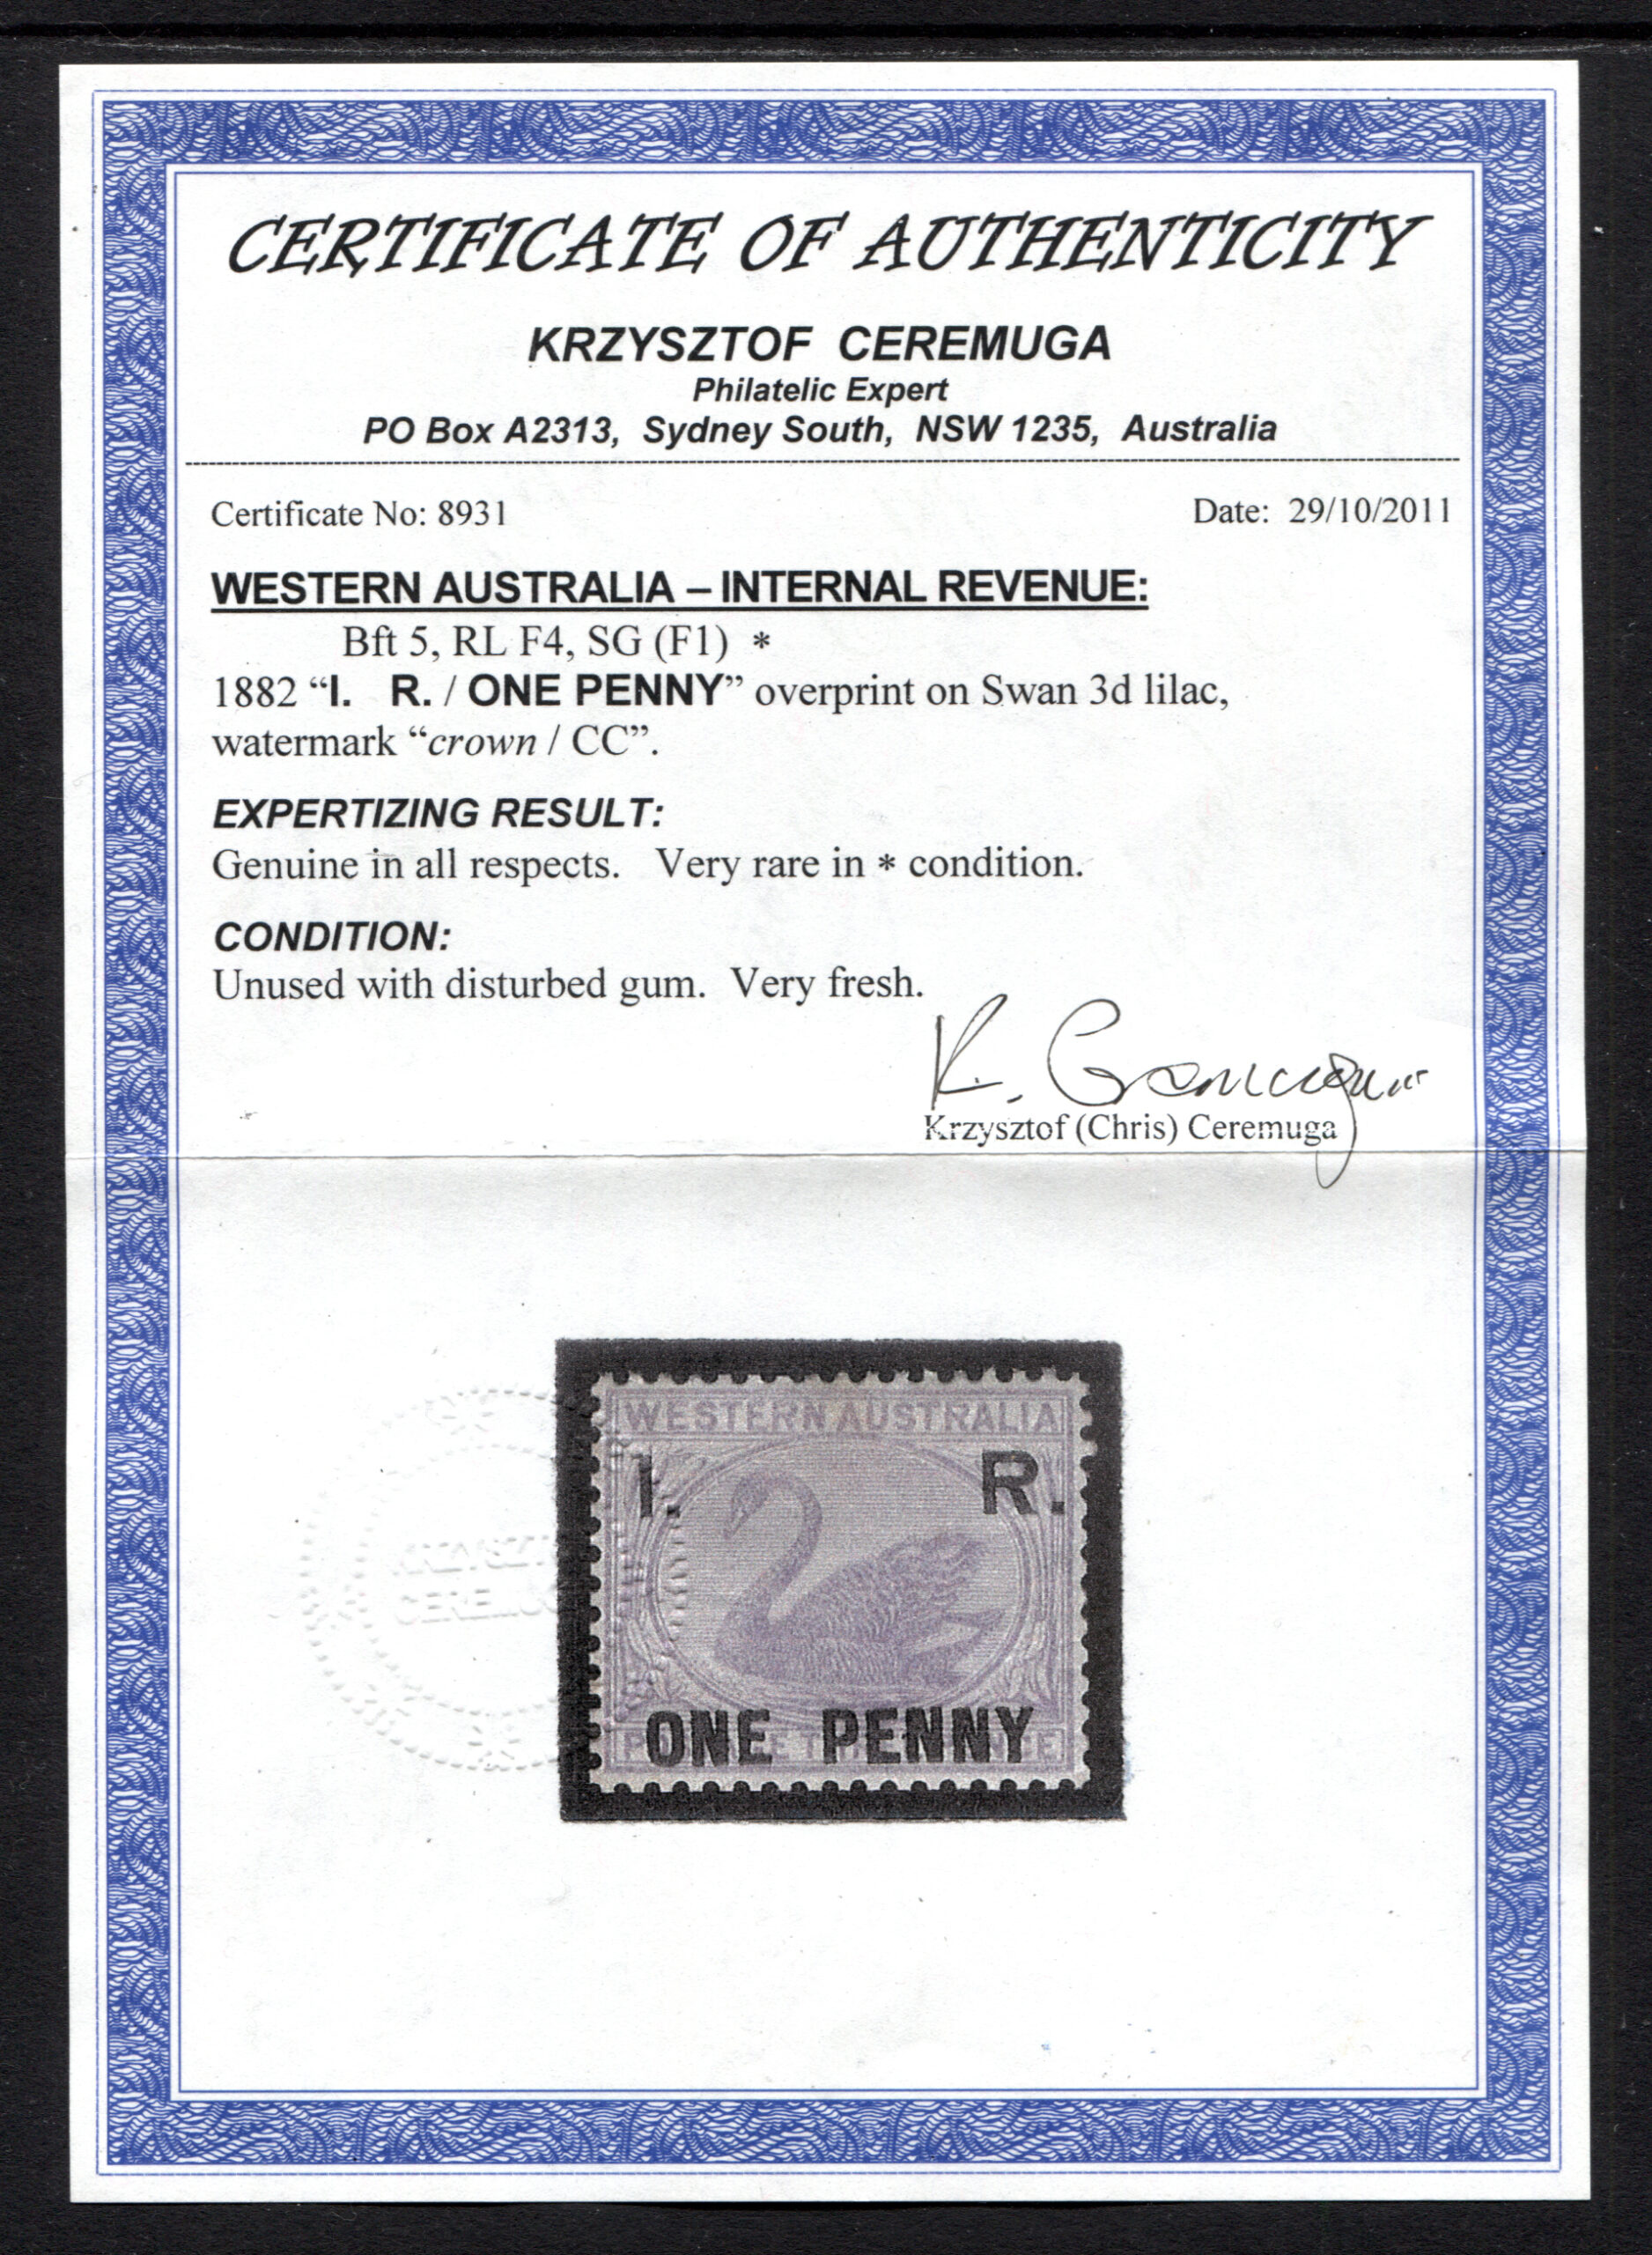 CERTIFICATE OF AUTHENTICITY
KRZYSZTOF CEREMUGA
Philatelic Expert
PO Box A2313, Sydney South, NSW 1235, Australia
Certificate No: 8931 Date: 29/10/2011
WESTERN AUSTRALIA – INTERNAL REVENUE:
Bft 5, RL F4, SG (F1) *
1882 “I. R. / ONE PENNY” overprint on Swan 3d lilac,
watermark “crown / CC”.
EXPERTIZING RESULT:
Genuine in all respects. Very rare in * condition.
CONDITION:
Unused with disturbed gum. Very fresh.
K. Ceremuga
Krzysztof (Chris) Ceremuga
WESTERN AUSTRALIA
I. R.
ONE PENNY